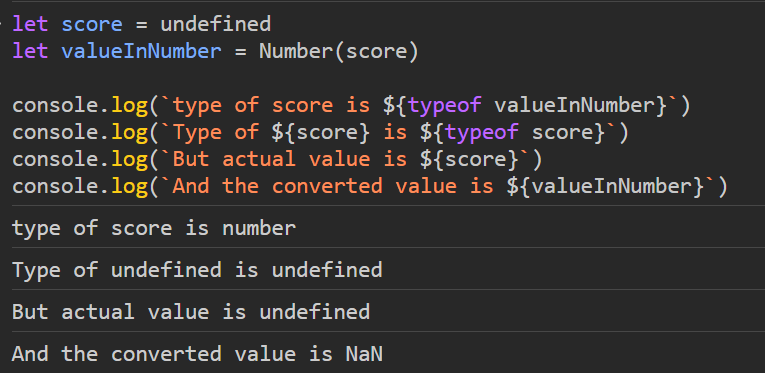 let score = undefined
let valueInNumber = Number(score)
console.log(`type of score is ${typeof valueInNumber}`)
console.log(`Type of ${score} is ${typeof score}`)
console.log(`But actual value is ${score}`)
console.log(`And the converted value is ${valueInNumber}`)
type of score is number
Type of undefined is undefined
But actual value is undefined
And the converted value is NaN